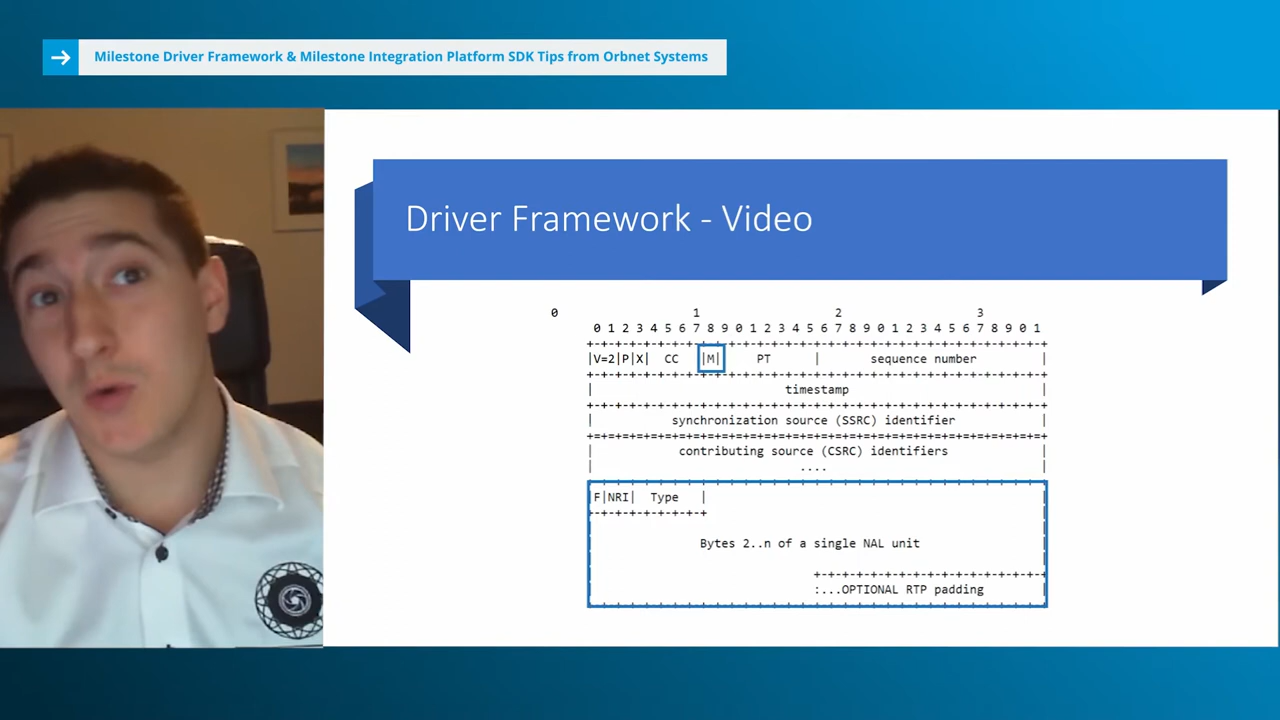 Milestone Driver Framework & Milestone Integration Platform SDK Tips from Orbnet Systems
Driver Framework - Video
0 1 2 3
0 1 2 3 4 5 6 7 8 9 0 1 2 3 4 5 6 7 8 9 0 1 2 3 4 5 6 7 8 9 0 1
+-+-+-+-+-+-+-+-+-+-+-+-+-+-+-+-+-+-+-+-+-+-+-+-+-+-+-+-+-+-+-+-+
|V=2|P|X| CC |M| PT | sequence number |
+-+-+-+-+-+-+-+-+-+-+-+-+-+-+-+-+-+-+-+-+-+-+-+-+-+-+-+-+-+-+-+-+
| timestamp |
+-+-+-+-+-+-+-+-+-+-+-+-+-+-+-+-+-+-+-+-+-+-+-+-+-+-+-+-+-+-+-+-+
| synchronization source (SSRC) identifier |
+=+=+=+=+=+=+=+=+=+=+=+=+=+=+=+=+=+=+=+=+=+=+=+=+=+=+=+=+=+=+=+=+
| contributing source (CSRC) identifiers |
| .... |
+-+-+-+-+-+-+-+-+-+-+-+-+-+-+-+-+-+-+-+-+-+-+-+-+-+-+-+-+-+-+-+-+
|F|NRI| Type |
+-+-+-+-+-+-+-+-+
| Bytes 2..n of a single NAL unit |
+-+-+-+-+-+-+-+-+-+-+-+-+-+-+-+-+
| :...OPTIONAL RTP padding |
+-+-+-+-+-+-+-+-+-+-+-+-+-+-+-+-+-+-+-+-+-+-+-+-+-+-+-+-+-+-+-+-+